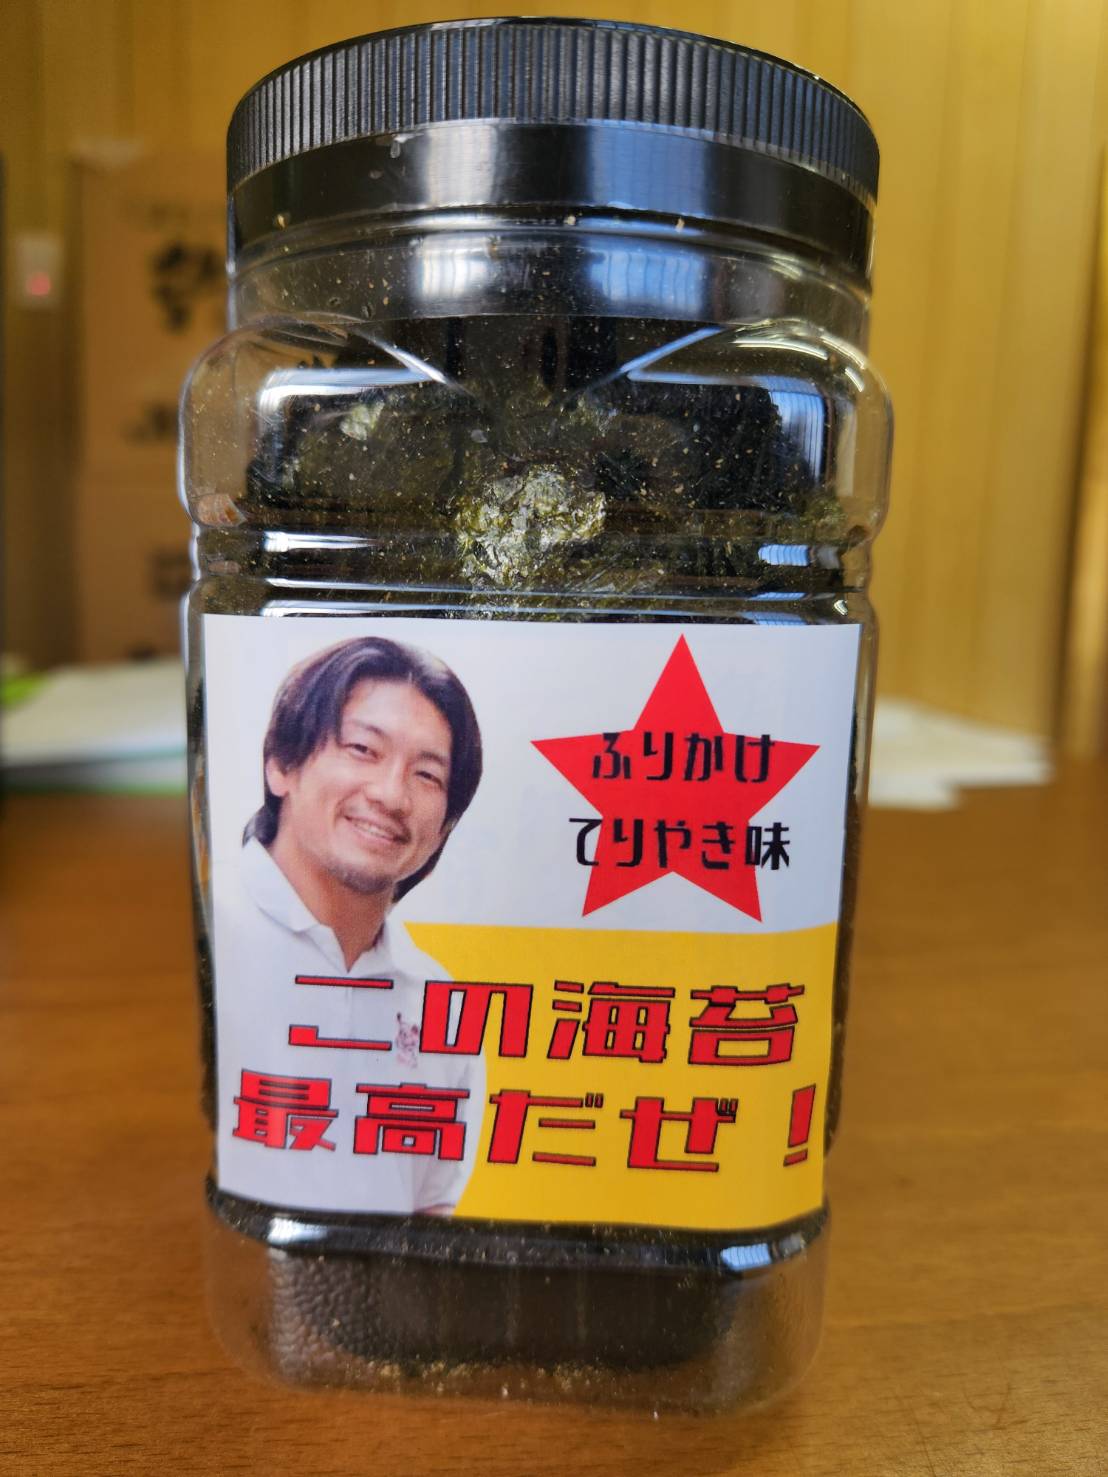 ふりかけ
てりやき味
この海苔
最高だぜ!